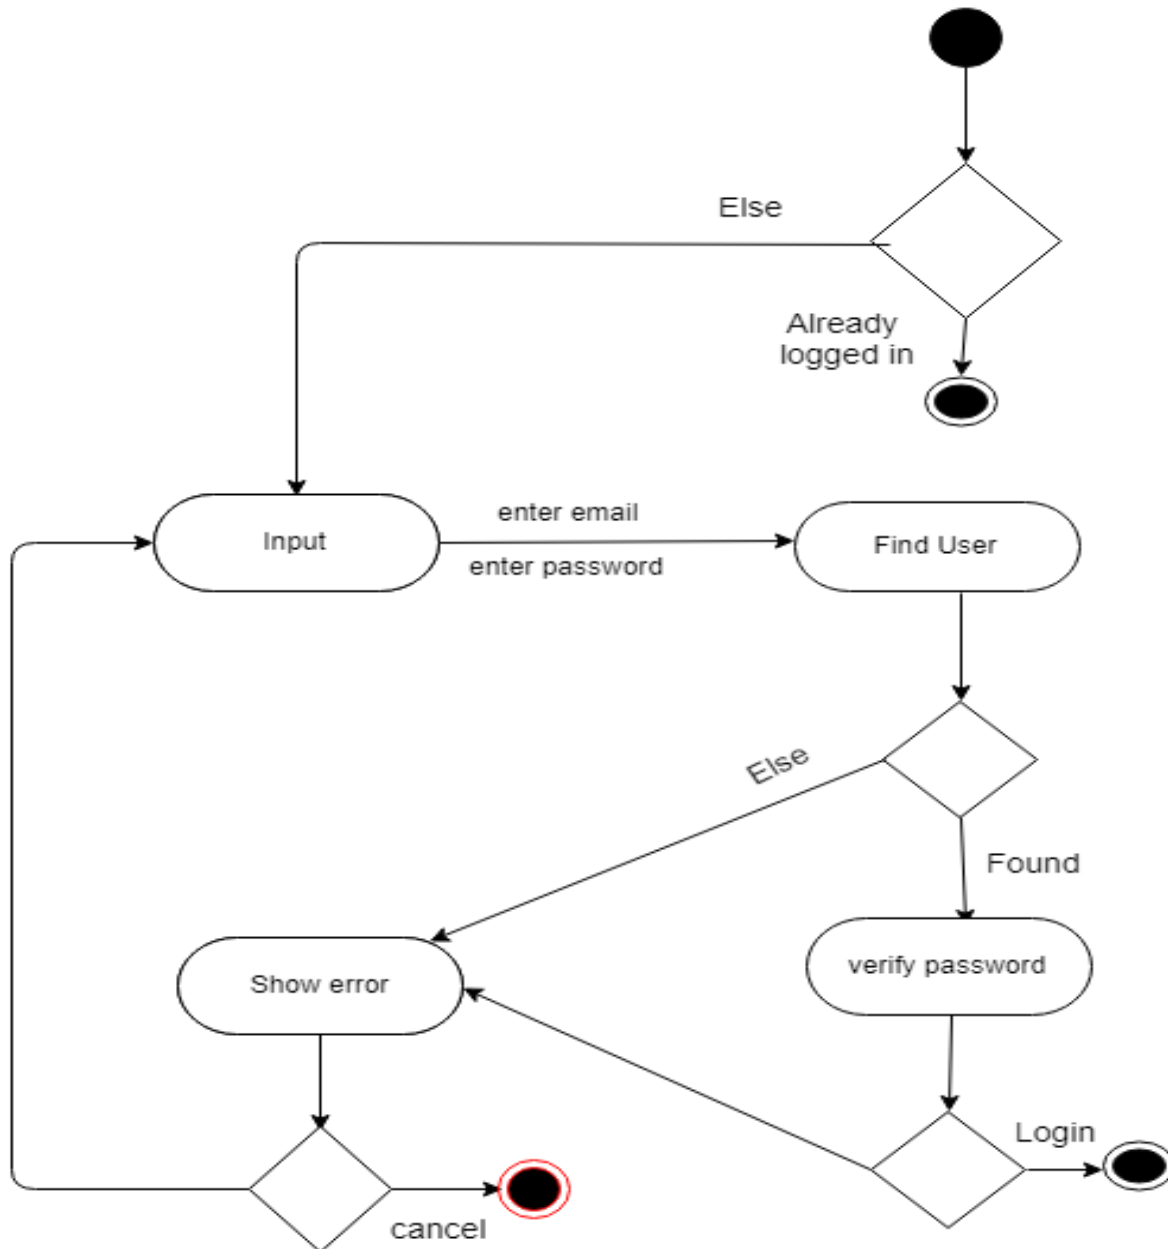 Else
Already
logged in
enter email
Input
Find User
enter password
Else
Found
verify password
Show error
Login
cancel